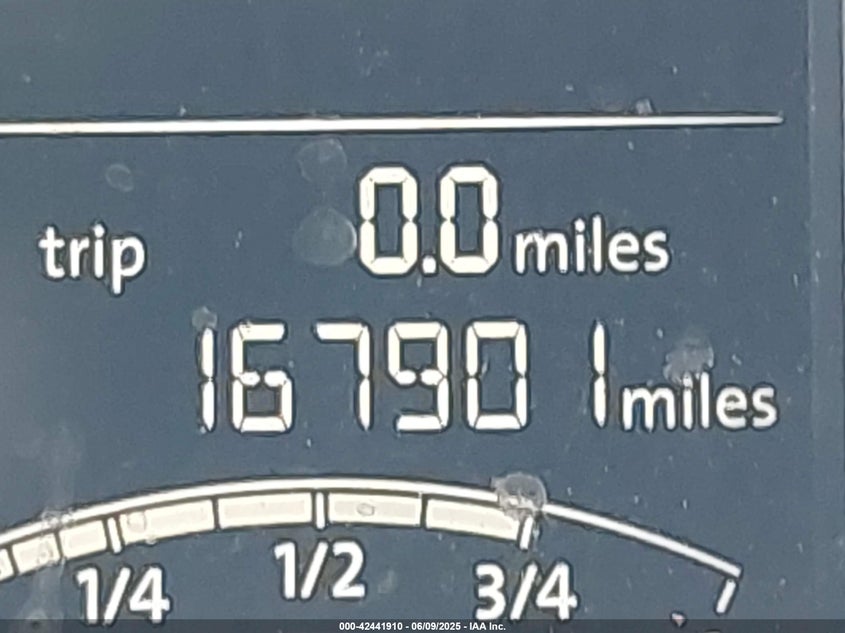 trip 0.0 miles
167901 miles
1/4 1/2 3/4
000-42441910 - 06/09/2025 - IAA Inc.